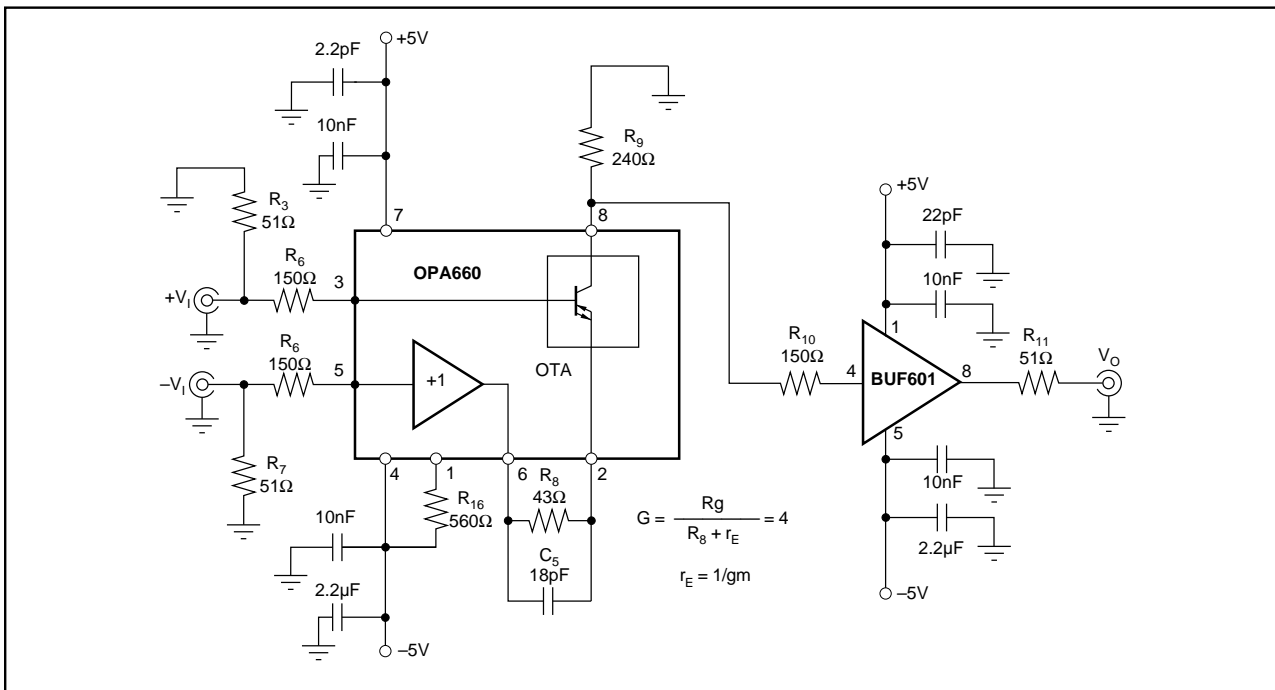 +5V
2.2pF
10nF
R3
51Ω
R9
240Ω
7
8
+5V
22pF
10nF
OPA660
R6
150Ω
3
+VI
R6
150Ω
5
–VI
+1
OTA
R10
150Ω
4
1
BUF601
8
5
R11
51Ω
VO
R7
51Ω
4
1
6
2
R16
560Ω
R8
43Ω
C5
18pF
10nF
2.2μF
–5V
G = Rg / R8 + rE = 4
rE = 1/gm
10nF
2.2μF
–5V